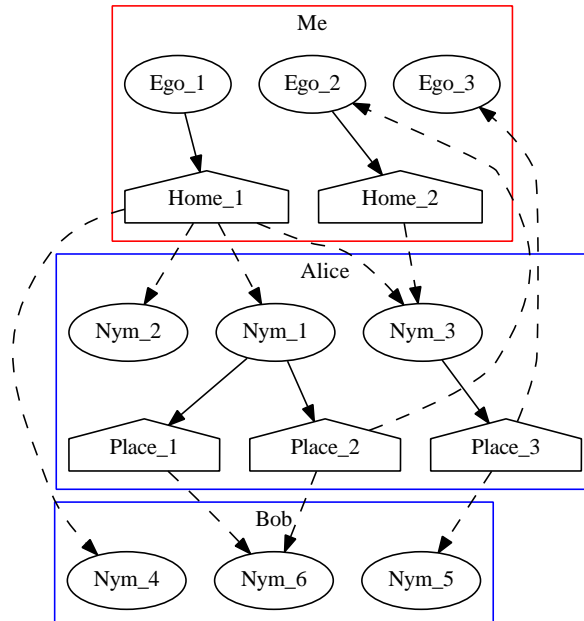 Me
Ego_1 Ego_2 Ego_3
Home_1 Home_2
Alice
Nym_2 Nym_1 Nym_3
Place_1 Place_2 Place_3
Bob
Nym_4 Nym_6 Nym_5